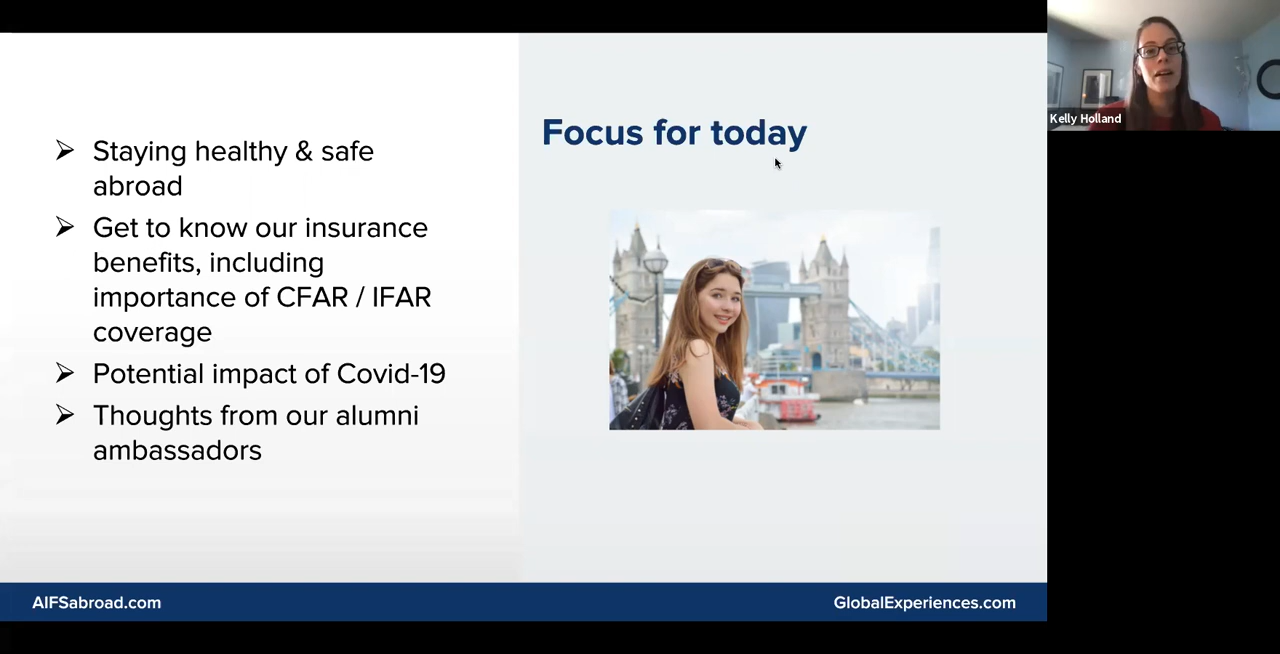 Staying healthy & safe
abroad
Get to know our insurance
benefits, including
importance of CFAR / IFAR
coverage
Potential impact of Covid-19
Thoughts from our alumni
ambassadors
Focus for today
Kelly Holland
AIFSabroad.com
GlobalExperiences.com